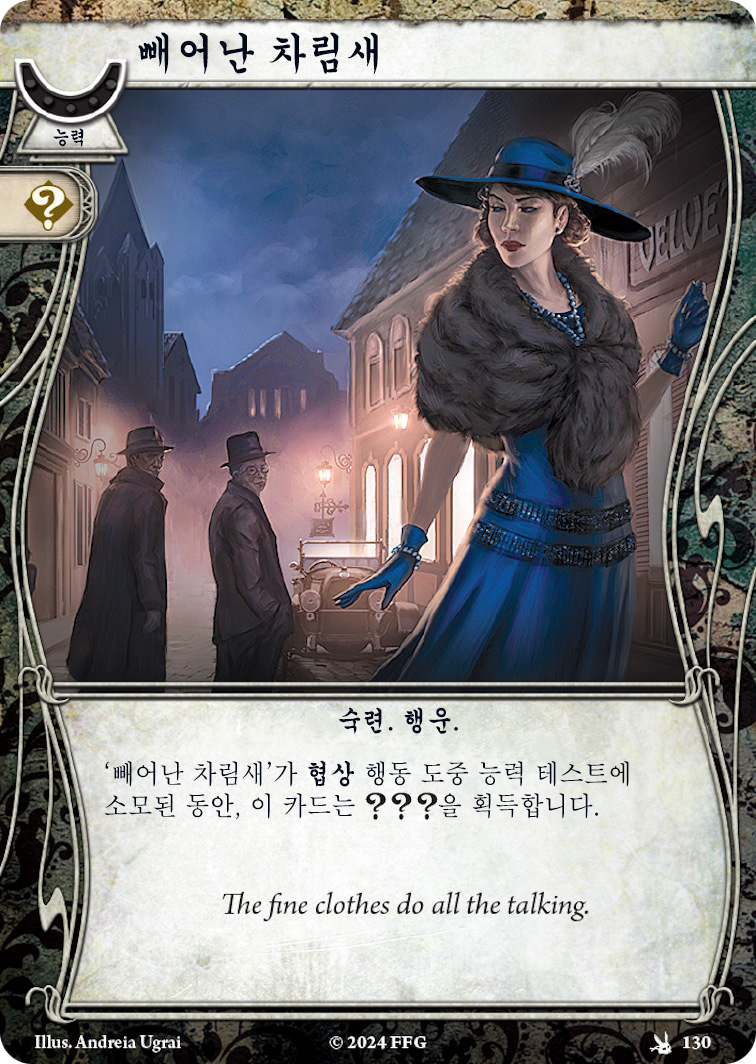 빼어난 차림새
능력
?
VELVE
숙련. 행운.
‘빼어난 차림새’가 협상 행동 도중 능력 테스트에
소모된 동안, 이 카드는 ???을 획득합니다.
The fine clothes do all the talking.
Illus. Andreia Ugrai
© 2024 FFG
130